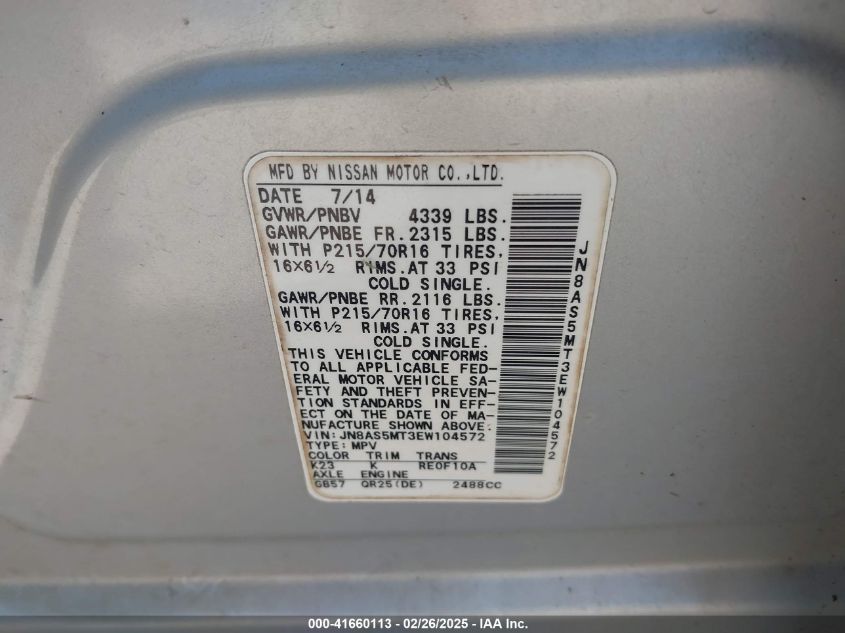 MFD BY NISSAN MOTOR CO.,LTD.
DATE 7/14
GVWR/PNBV 4339 LBS.
GAWR/PNBE FR.2315 LBS.
WITH P215/70R16 TIRES,
16×6½ RIMS.AT 33 PSI
COLD SINGLE.
GAWR/PNBE RR.2116 LBS.
WITH P215/70R16 TIRES,
16×6½ RIMS.AT 33 PSI
COLD SINGLE.
THIS VEHICLE CONFORMS
TO ALL APPLICABLE FED-
ERAL MOTOR VEHICLE SA-
FETY AND THEFT PREVEN-
TION STANDARDS IN EFF-
ECT ON THE DATE OF MA-
NUFACTURE SHOWN ABOVE.
VIN: JN8AS5MT3EW104572
TYPE: MPV
COLOR TRIM TRANS
K23 K RE0F10A
AXLE ENGINE
GB57 QR25(DE) 2488CC
JN8AS5MT3EW104572
000-41660113 - 02/26/2025 - IAA Inc.